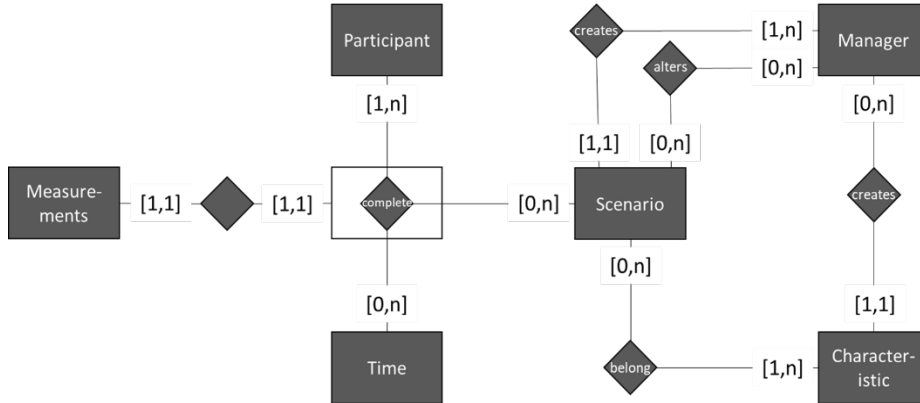 Participant
creates
[1,n]
Manager
alters
[0,n]
[1,n]
[0,n]
[1,1]
[0,n]
Measure-
ments
[1,1]
[1,1]
complete
[0,n]
Scenario
creates
[0,n]
[0,n]
[1,1]
Time
belong
[1,n]
Character-
istic